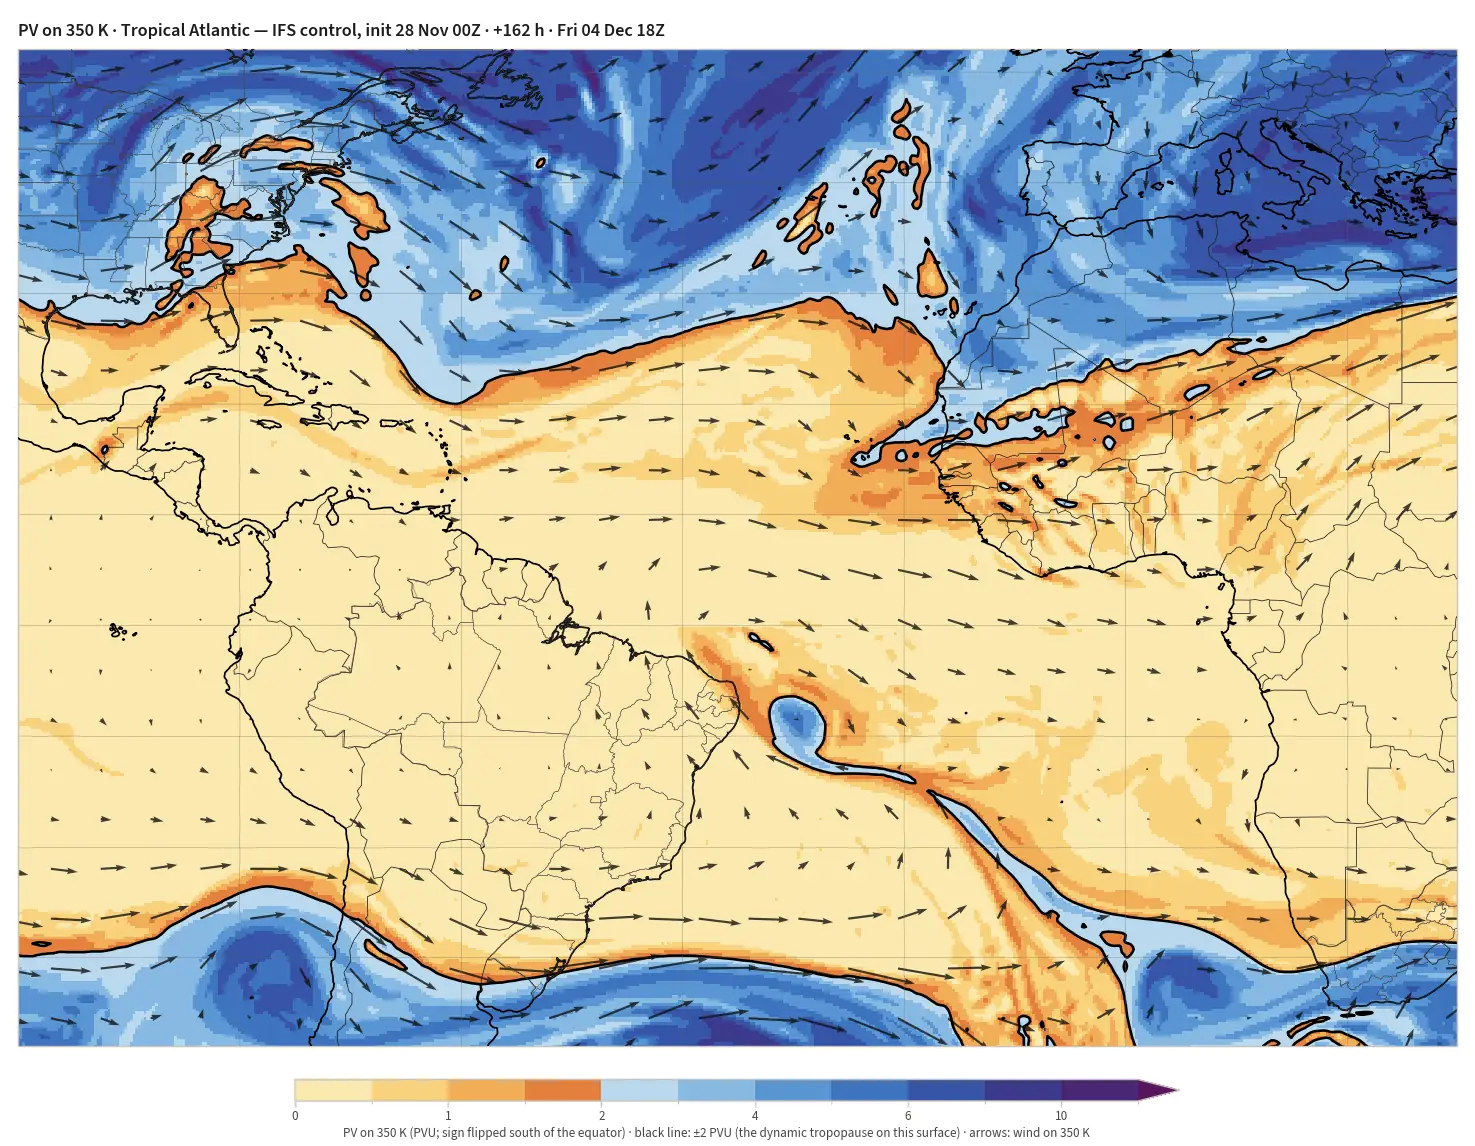 PV on 350 K · Tropical Atlantic — IFS control, init 28 Nov 00Z · +162 h · Fri 04 Dec 18Z
0 1 2 4 6 10
PV on 350 K (PVU; sign flipped south of the equator) · black line: ±2 PVU (the dynamic tropopause on this surface) · arrows: wind on 350 K